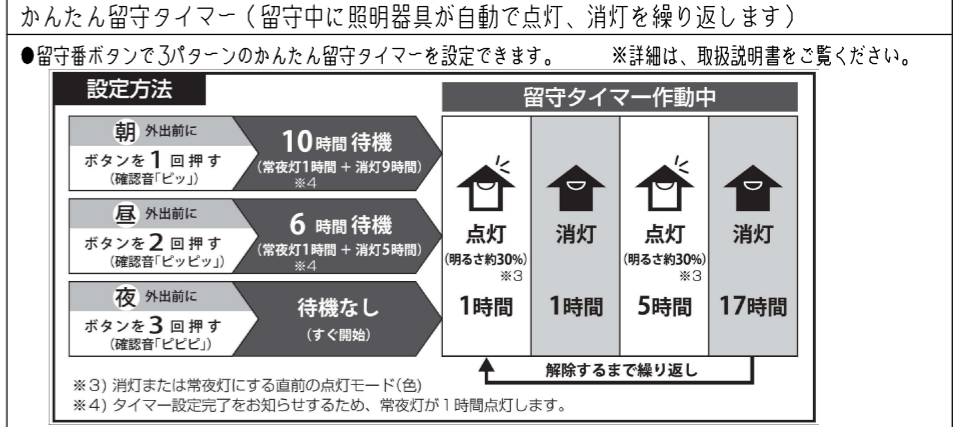 かんたん留守タイマー（留守中に照明器具が自動で点灯、消灯を繰り返します）
●留守番ボタンで3パターンのかんたん留守タイマーを設定できます。 ※詳細は、取扱説明書をご覧ください。
設定方法
朝 外出前に
ボタンを1回押す
（確認音「ピッ」）
10時間待機
（常夜灯1時間 + 消灯9時間）
※4
昼 外出前に
ボタンを2回押す
（確認音「ピッピッ」）
6時間待機
（常夜灯1時間 + 消灯5時間）
※4
夜 外出前に
ボタンを3回押す
（確認音「ピピピ」）
待機なし
（すぐ開始）
留守タイマー作動中
点灯
（明るさ約30%）
※3
1時間
消灯
1時間
点灯
（明るさ約30%）
※3
5時間
消灯
17時間
解除するまで繰り返し
※3）消灯または常夜灯にする直前の点灯モード（色）
※4）タイマー設定完了をお知らせするため、常夜灯が1時間点灯します。